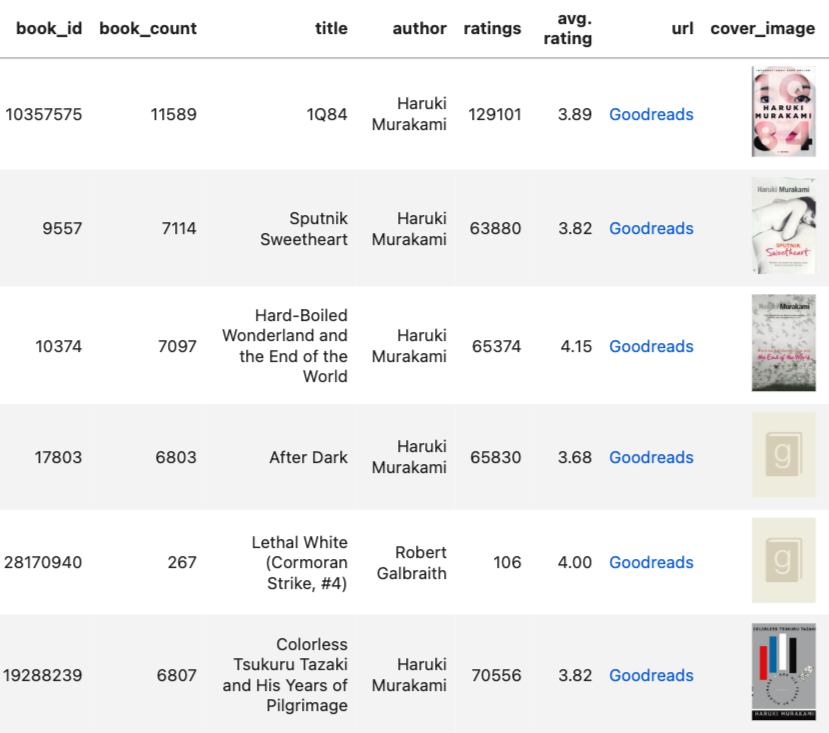 book_id book_count title author ratings avg. rating url cover_image
10357575 11589 1Q84 Haruki Murakami 129101 3.89 Goodreads
HARUKI
MURAKAMI
9557 7114 Sputnik Sweetheart Haruki Murakami 63880 3.82 Goodreads
Haruki Murakami
SPUTNIK
Sweetheart
10374 7097 Hard-Boiled Wonderland and the End of the World Haruki Murakami 65374 4.15 Goodreads
Murakami
the End of the World
17803 6803 After Dark Haruki Murakami 65830 3.68 Goodreads
g
28170940 267 Lethal White (Cormoran Strike, #4) Robert Galbraith 106 4.00 Goodreads
g
19288239 6807 Colorless Tsukuru Tazaki and His Years of Pilgrimage Haruki Murakami 70556 3.82 Goodreads
COLORLESS TSUKURU TAZAKI
HARUKI MURAKAMI